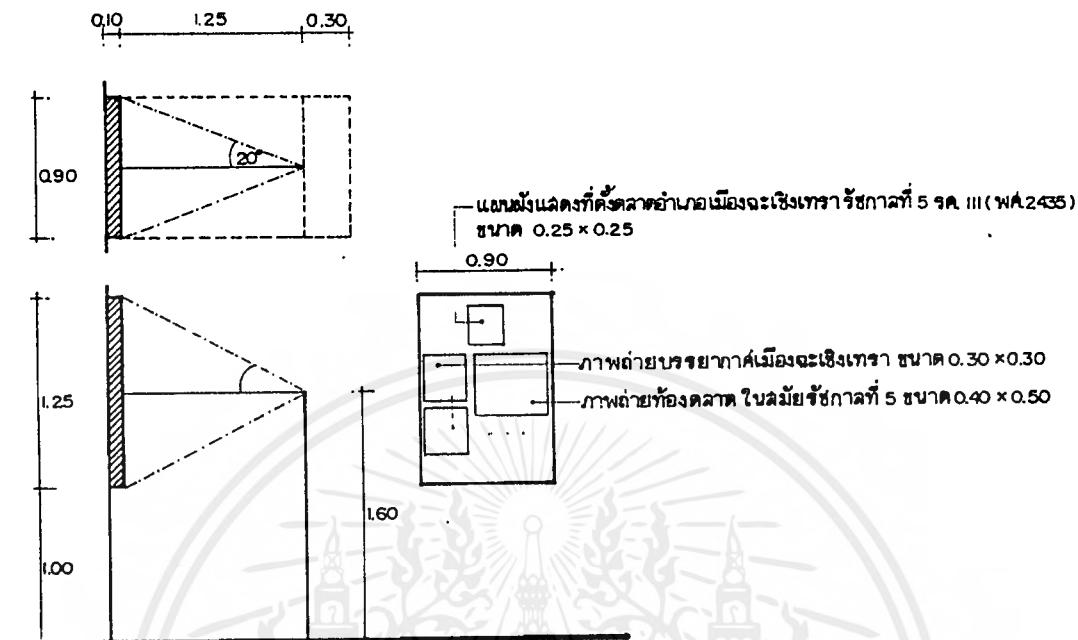 0.10 1.25 0.30
0.90
20°
แผนผังแสดงที่ตั้งตลาดอำเภอเมืองฉะเชิงเทรา รัชกาลที่ 5 รศ. 111 (พศ.2435)
ขนาด 0.25 × 0.25
0.90
ภาพถ่ายบรรยากาศเมืองฉะเชิงเทรา ขนาด 0.30 × 0.30
1.25
ภาพถ่ายท้องตลาด ในสมัยรัชกาลที่ 5 ขนาด 0.40 × 0.50
1.60
1.00